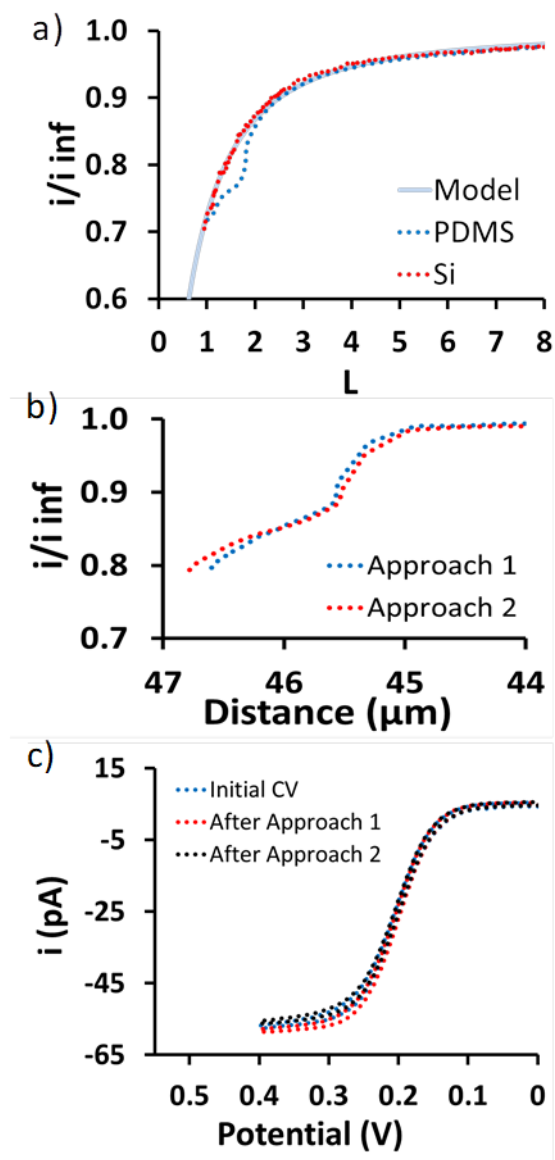 a)
1.0
0.9
0.8
0.7
0.6
i/i inf
Model
PDMS
Si
0 1 2 3 4 5 6 7 8
L
b)
1.0
0.9
0.8
0.7
i/i inf
Approach 1
Approach 2
47 46 45 44
Distance (µm)
c)
15
-5
-25
-45
-65
i (pA)
Initial CV
After Approach 1
After Approach 2
0.5 0.4 0.3 0.2 0.1 0
Potential (V)